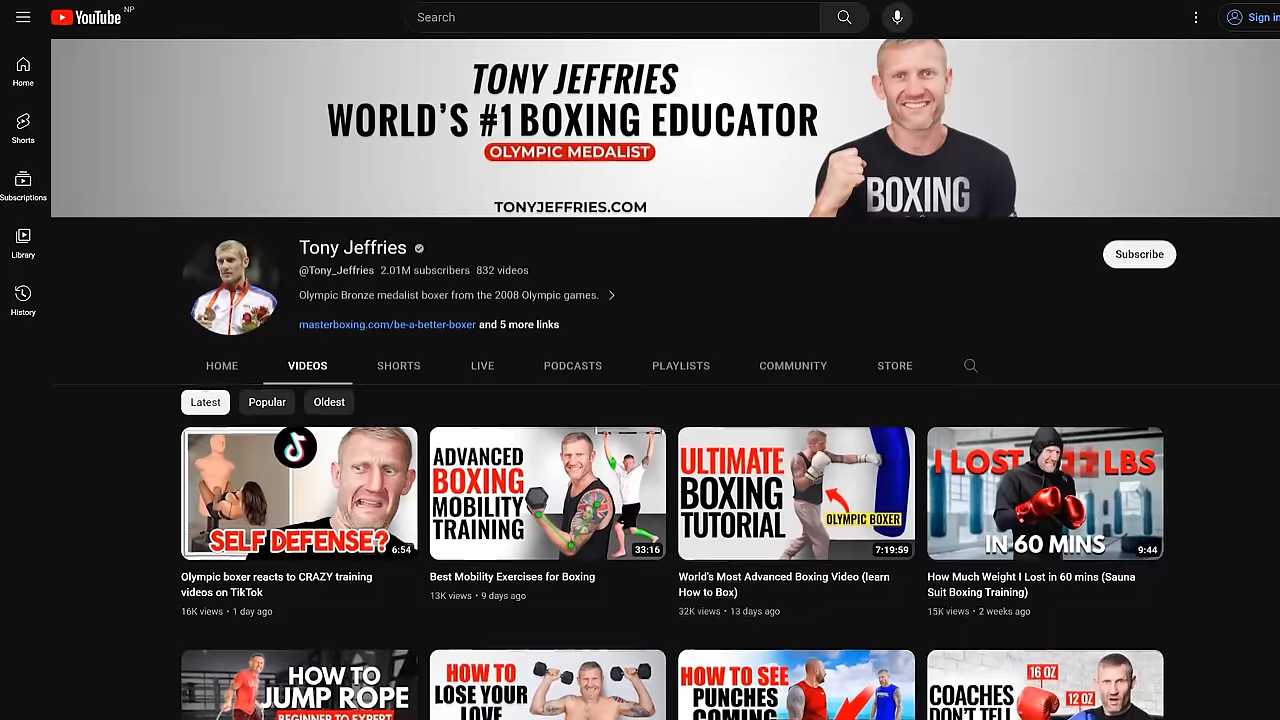 YouTube NP
Search
Sign in
Home
Shorts
Subscriptions
Library
History
TONY JEFFRIES
WORLD'S #1 BOXING EDUCATOR
OLYMPIC MEDALIST
TONYJEFFRIES.COM
BOXING
Tony Jeffries
@Tony_Jeffries 2.01M subscribers 832 videos
Olympic Bronze medalist boxer from the 2008 Olympic games.
masterboxing.com/be-a-better-boxer and 5 more links
Subscribe
HOME VIDEOS SHORTS LIVE PODCASTS PLAYLISTS COMMUNITY STORE
Latest Popular Oldest
SELF DEFENSE?
6:54
Olympic boxer reacts to CRAZY training
videos on TikTok
16K views • 1 day ago
ADVANCED
BOXING
MOBILITY
TRAINING
33:16
Best Mobility Exercises for Boxing
13K views • 9 days ago
ULTIMATE
BOXING
TUTORIAL
OLYMPIC BOXER
7:19:59
World's Most Advanced Boxing Video (learn
How to Box)
32K views • 13 days ago
I LOST LBS
IN 60 MINS
9:44
How Much Weight I Lost in 60 mins (Sauna
Suit Boxing Training)
15K views • 2 weeks ago
HOW TO
JUMP ROPE
BEGINNER TO EXPERT
HOW TO
LOSE YOUR
LOVE
HOW TO SEE
PUNCHES
COMING
16 OZ
12 OZ
COACHES
DON'T TELL